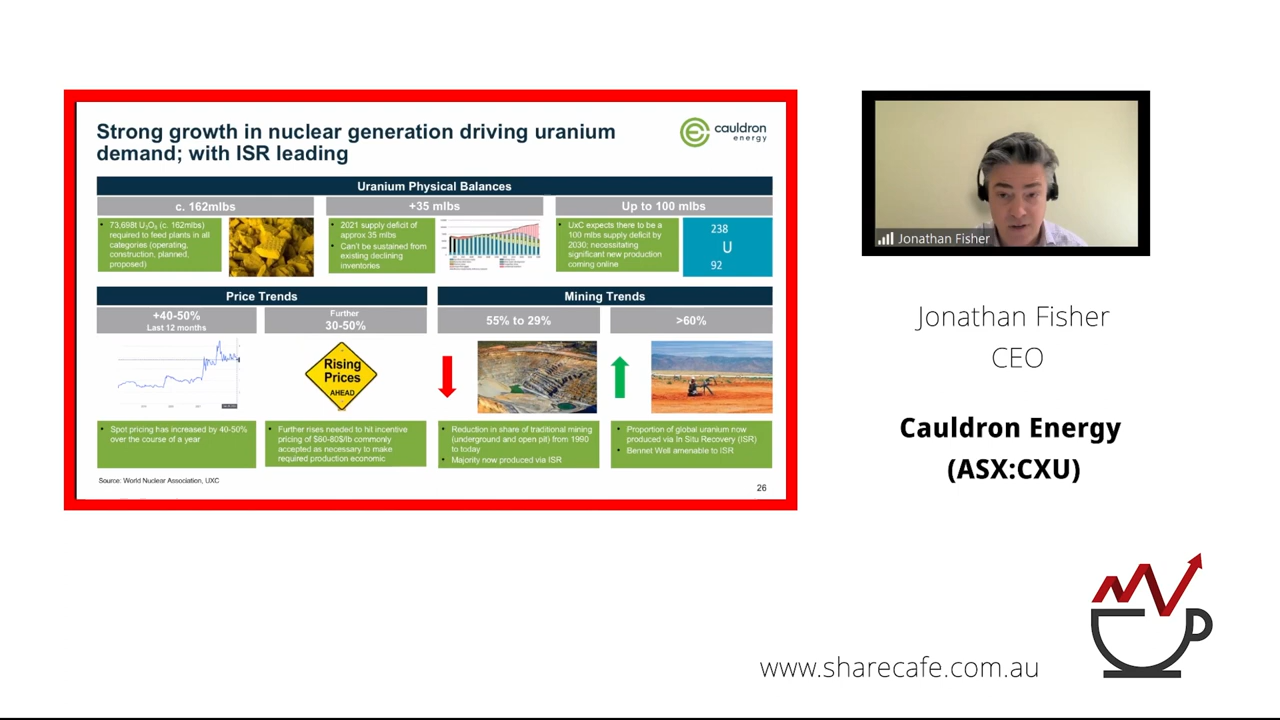 Strong growth in nuclear generation driving uranium
demand; with ISR leading
cauldron
energy
Uranium Physical Balances
c. 162mlbs
+35 mlbs
Up to 100 mlbs
• 73,698t U₃O₈ (c. 162mlbs)
required to feed plants in all
categories (operating,
construction, planned,
proposed)
• 2021 supply deficit of
approx 35 mlbs
• Can't be sustained from
existing declining
inventories
• UxC expects there to be a
100 mlbs supply deficit by
2030; necessitating
significant new production
coming online
238
U
92
Price Trends
Mining Trends
+40-50%
Last 12 months
Further
30-50%
55% to 29%
>60%
Rising
Prices
AHEAD
• Spot pricing has increased by 40-50%
over the course of a year
• Further rises needed to hit incentive
pricing of $60-80$/lb commonly
accepted as necessary to make
required production economic
• Reduction in share of traditional mining
(underground and open pit) from 1990
to today
• Majority now produced via ISR
• Proportion of global uranium now
produced via In Situ Recovery (ISR)
• Bennet Well amenable to ISR
Source: World Nuclear Association, UXC
26
Jonathan Fisher
Jonathan Fisher
CEO
Cauldron Energy
(ASX:CXU)
www.sharecafe.com.au